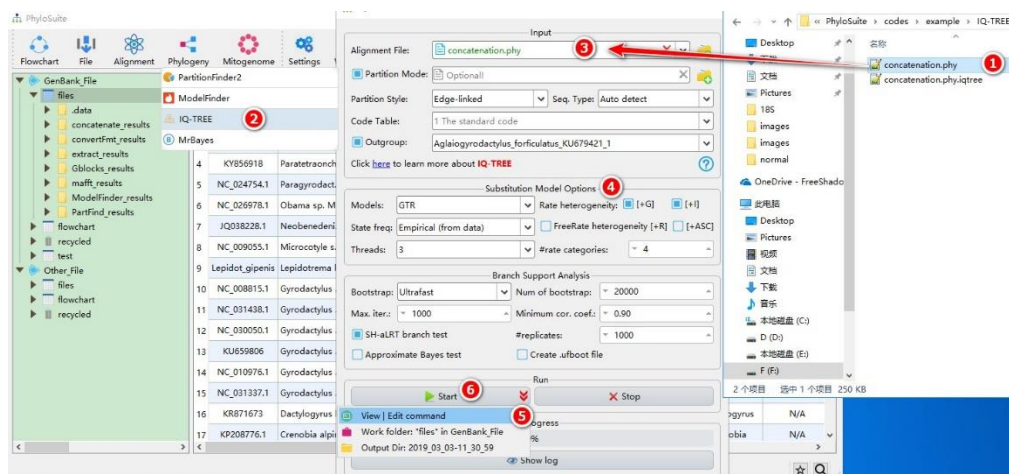 PhyloSuite
Flowchart File Alignment Phylogeny Mitogenome Settings
GenBank_File
files
.data
concatenate_results
convertFmt_results
extract_results
Gblocks_results
mafft_results
ModelFinder_results
PartFind_results
flowchart
recycled
test
Other_File
files
flowchart
recycled
PartitionFinder2
ModelFinder
IQ-TREE 2
MrBayes
4 KY856918 Paratetraonch
5 NC_024754.1 Paragyrodact.
6 NC_026978.1 Obama sp. M
7 JQ038228.1 Neobenedeni
8 NC_009055.1 Microcotyle s.
9 Lepidot_gipenis Lepidotrema
10 NC_008815.1 Gyrodactylus
11 NC_031438.1 Gyrodactylus
12 NC_030050.1 Gyrodactylus
13 KU659806 Gyrodactylus
14 NC_010976.1 Gyrodactylus
15 NC_031337.1 Gyrodactylus
16 KR871673 Dactylogyrus
17 KP208776.1 Crenobia alpi
Input
Alignment File: concatenation.phy 3
Partition Mode: Optionall
Partition Style: Edge-linked Seq. Type: Auto detect
Code Table: 1 The standard code
Outgroup: Aglaiogyrodactylus_forficulatus_KU679421_1
Click here to learn more about IQ-TREE
Substitution Model Options 4
Models: GTR Rate heterogeneity: [+G] [+I]
State freq: Empirical (from data) FreeRate heterogeneity [+R] [+ASC]
Threads: 3 #rate categories: 4
Branch Support Analysis
Bootstrap: Ultrafast Num of bootstrap: 20000
Max. iter.: 1000 Minimum cor. coef.: 0.90
SH-aLRT branch test #replicates: 1000
Approximate Bayes test Create .ufboot file
Run
Start 6 Stop
View | Edit command 5
Work folder: "files" in GenBank_File
Output Dir: 2019_03_03-11_30_59
ogress
%
Show log
ogyrus N/A
obia N/A
« PhyloSuite › codes › example › IQ-TREE
Desktop
下载
文档
Pictures
18S
images
images
normal
OneDrive - FreeShado
此电脑
Desktop
Pictures
视频
文档
下载
音乐
本地磁盘 (C:)
D (D:)
本地磁盘 (E:)
F (F:)
名称
concatenation.phy 1
concatenation.phy.iqtree
2 个项目 选中 1 个项目 250 KB